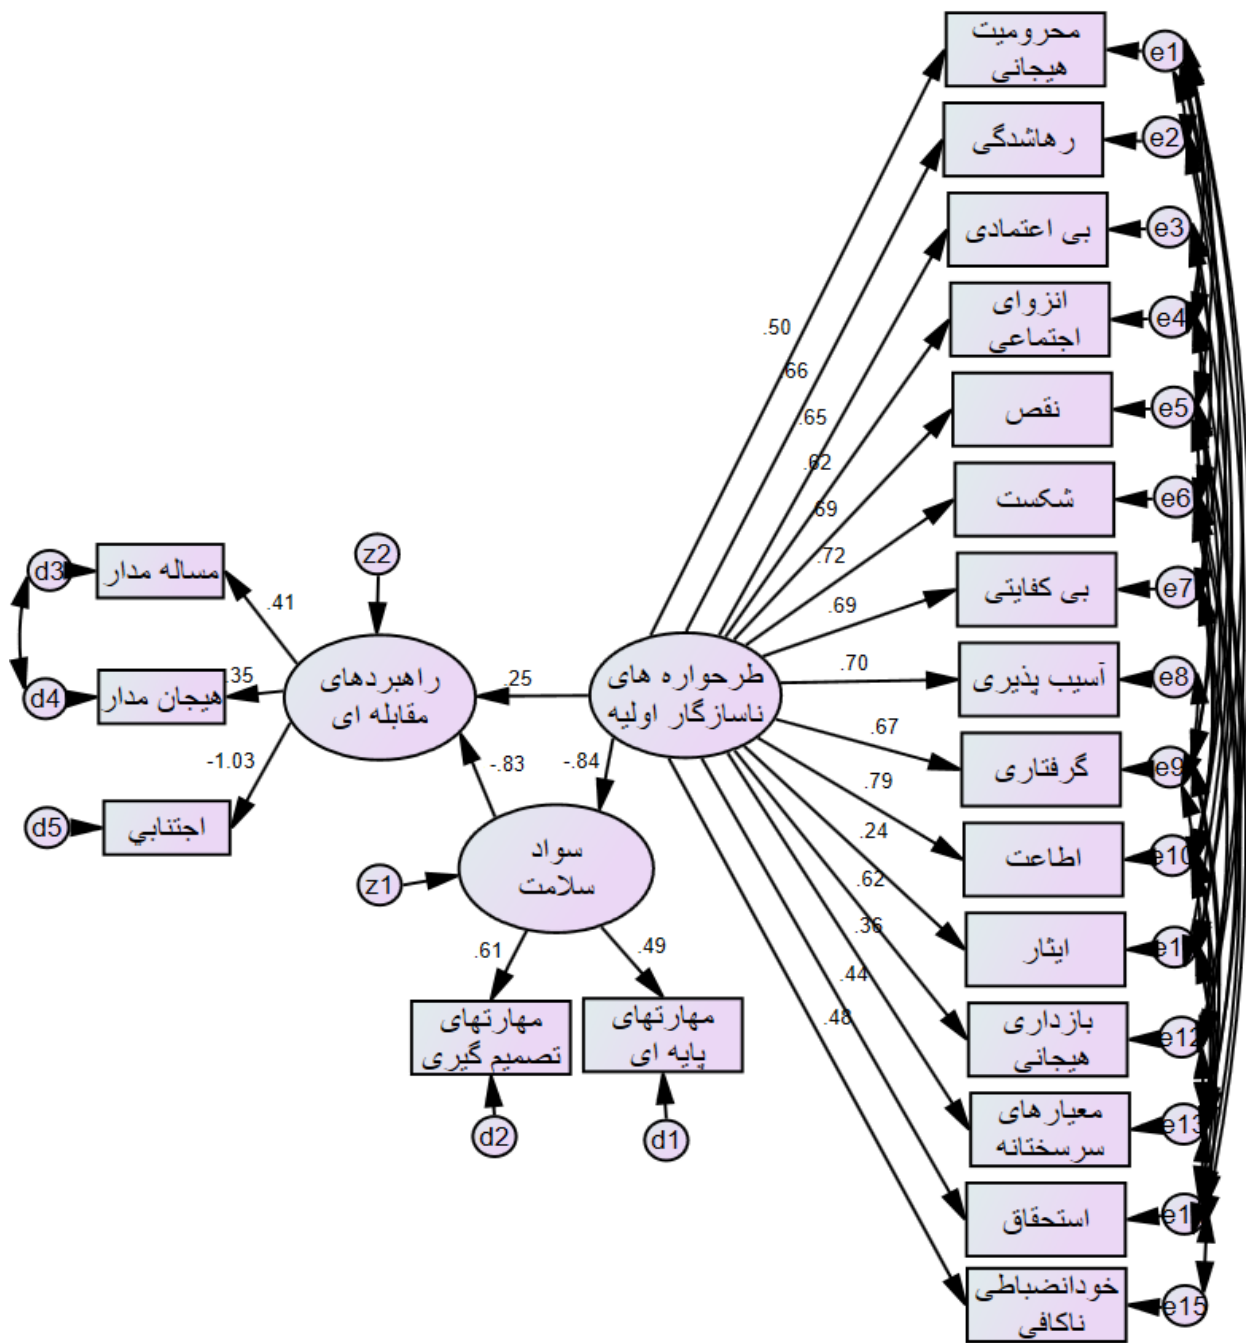 محرومیت
هیجانی
e1
رهاشدگی
e2
بی اعتمادی
e3
انزوای
اجتماعی
e4
.50
.66
.65
.62
.69
.72
.69
.70
.67
.79
.24
.62
.36
.44
.48
نقص
e5
شکست
e6
بی کفایتی
e7
آسیب پذیری
e8
گرفتاری
e9
اطاعت
e10
ایثار
e1
بازداری
هیجانی
e12
معیارهای
سرسختانه
e13
استحقاق
e1
خودانضباطی
ناکافی
e15
طرحواره های
ناسازگار اولیه
.25
-.84
-.83
z2
راهبردهای
مقابله ای
.41
.35
-1.03
d3
مساله مدار
d4
هیجان مدار
d5
اجتنابي
z1
سواد
سلامت
.61
.49
مهارتهای
تصمیم گیری
مهارتهای
پایه ای
d2
d1